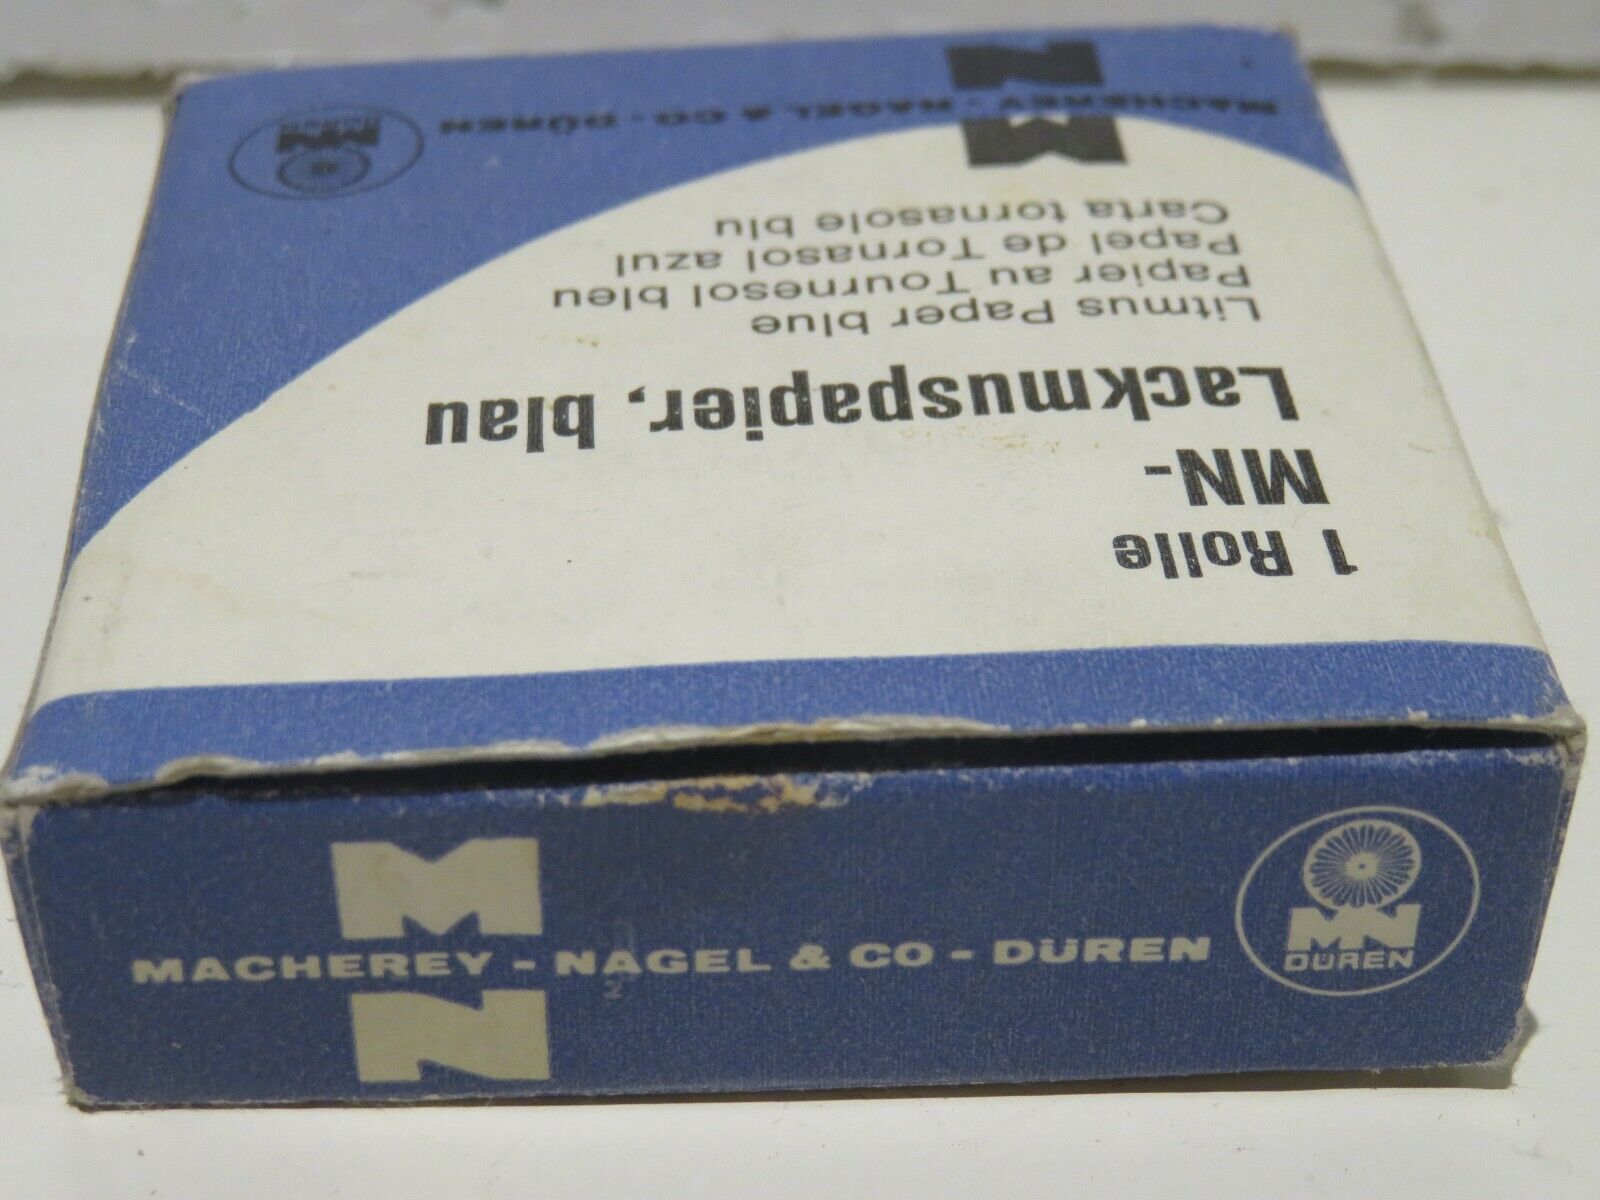 1 Rolle
MN-
Lackmuspapier, blau
Litmus Paper blue
Papier au Tournesol bleu
Papel de Tornasol azul
Carta tornasole blu
M
MACHEREY - NAGEL & CO - DÜREN
N
MN
DÜREN
M
MACHEREY - NAGEL & CO - DÜREN
N
MN
DÜREN